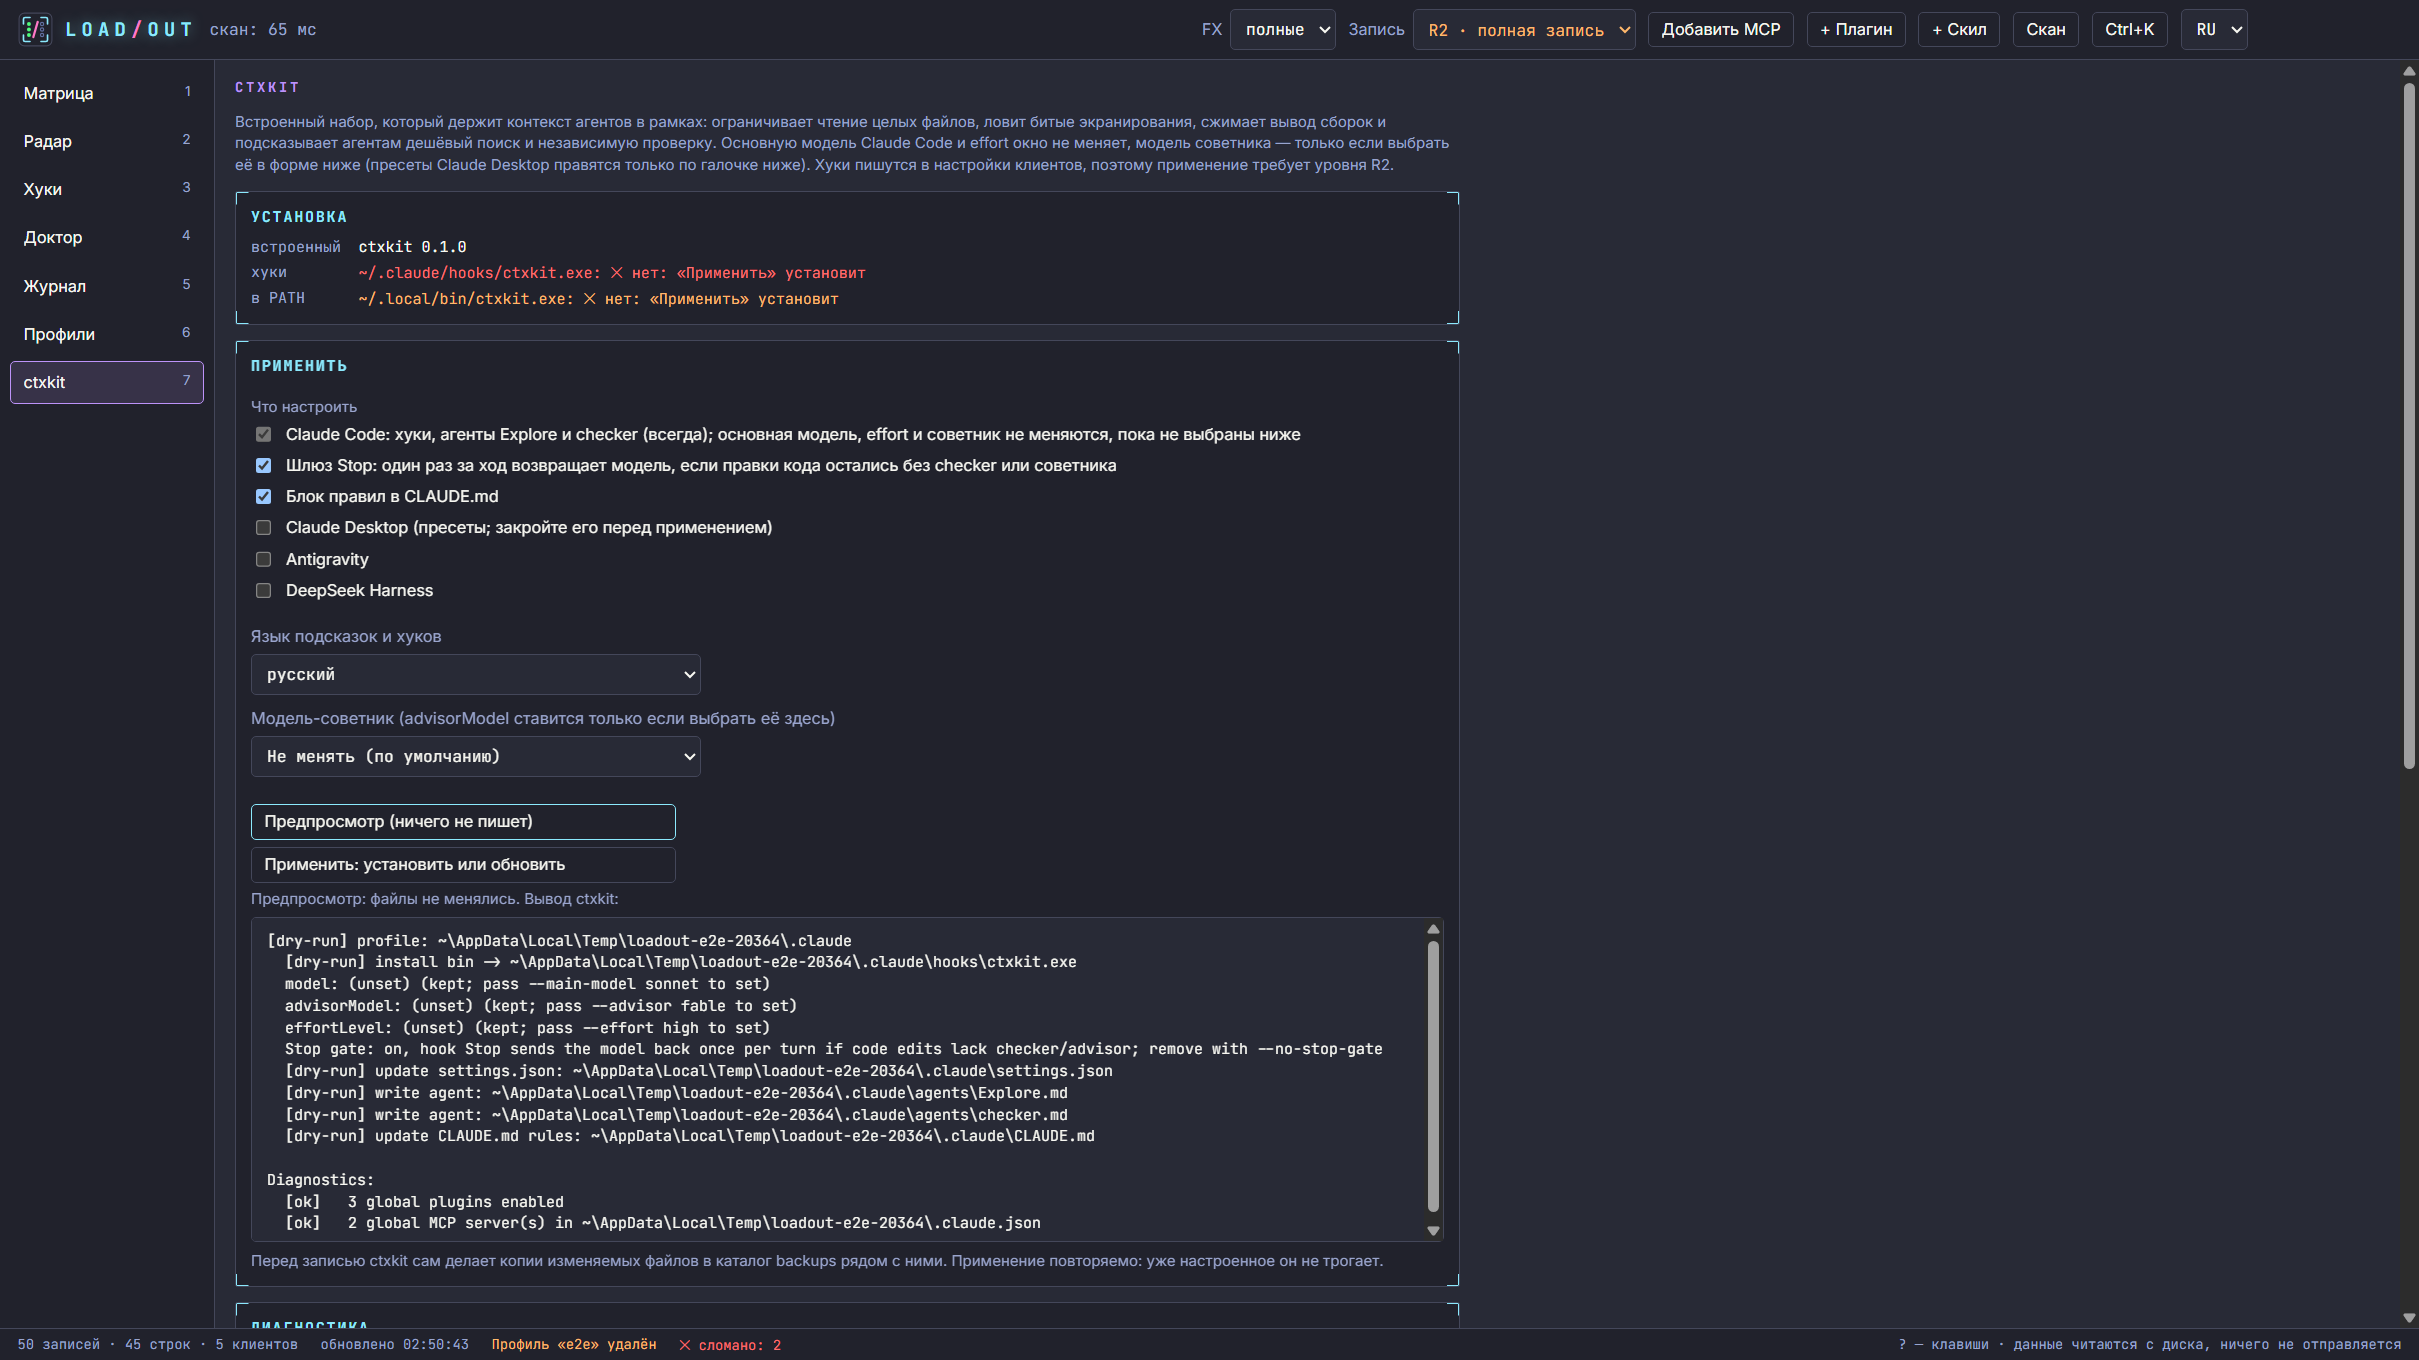 LOAD/OUT скан: 65 мс
FX полные Запись R2 · полная запись Добавить MCP + Плагин + Скил Скан Ctrl+K RU
Матрица 1
Радар 2
Хуки 3
Доктор 4
Журнал 5
Профили 6
ctxkit 7
CTXKIT
Встроенный набор, который держит контекст агентов в рамках: ограничивает чтение целых файлов, ловит битые экранирования, сжимает вывод сборок и
подсказывает агентам дешёвый поиск и независимую проверку. Основную модель Claude Code и effort окно не меняет, модель советника — только если выбрать
её в форме ниже (пресеты Claude Desktop правятся только по галочке ниже). Хуки пишутся в настройки клиентов, поэтому применение требует уровня R2.
УСТАНОВКА
встроенный ctxkit 0.1.0
хуки ~/.claude/hooks/ctxkit.exe: ✕ нет: «Применить» установит
в PATH ~/.local/bin/ctxkit.exe: ✕ нет: «Применить» установит
ПРИМЕНИТЬ
Что настроить
Claude Code: хуки, агенты Explore и checker (всегда); основная модель, effort и советник не меняются, пока не выбраны ниже
Шлюз Stop: один раз за ход возвращает модель, если правки кода остались без checker или советника
Блок правил в CLAUDE.md
Claude Desktop (пресеты; закройте его перед применением)
Antigravity
DeepSeek Harness
Язык подсказок и хуков
русский
Модель-советник (advisorModel ставится только если выбрать её здесь)
Не менять (по умолчанию)
Предпросмотр (ничего не пишет)
Применить: установить или обновить
Предпросмотр: файлы не менялись. Вывод ctxkit:
[dry-run] profile: ~\AppData\Local\Temp\loadout-e2e-20364\.claude
[dry-run] install bin -> ~\AppData\Local\Temp\loadout-e2e-20364\.claude\hooks\ctxkit.exe
model: (unset) (kept; pass --main-model sonnet to set)
advisorModel: (unset) (kept; pass --advisor fable to set)
effortLevel: (unset) (kept; pass --effort high to set)
Stop gate: on, hook Stop sends the model back once per turn if code edits lack checker/advisor; remove with --no-stop-gate
[dry-run] update settings.json: ~\AppData\Local\Temp\loadout-e2e-20364\.claude\settings.json
[dry-run] write agent: ~\AppData\Local\Temp\loadout-e2e-20364\.claude\agents\Explore.md
[dry-run] write agent: ~\AppData\Local\Temp\loadout-e2e-20364\.claude\agents\checker.md
[dry-run] update CLAUDE.md rules: ~\AppData\Local\Temp\loadout-e2e-20364\.claude\CLAUDE.md
Diagnostics:
[ok] 3 global plugins enabled
[ok] 2 global MCP server(s) in ~\AppData\Local\Temp\loadout-e2e-20364\.claude.json
Перед записью ctxkit сам делает копии изменяемых файлов в каталог backups рядом с ними. Применение повторяемо: уже настроенное он не трогает.
ДИАГНОСТИКА
50 записей · 45 строк · 5 клиентов обновлено 02:50:43 Профиль «e2e» удалён ✕ сломано: 2
? — клавиши · данные читаются с диска, ничего не отправляется